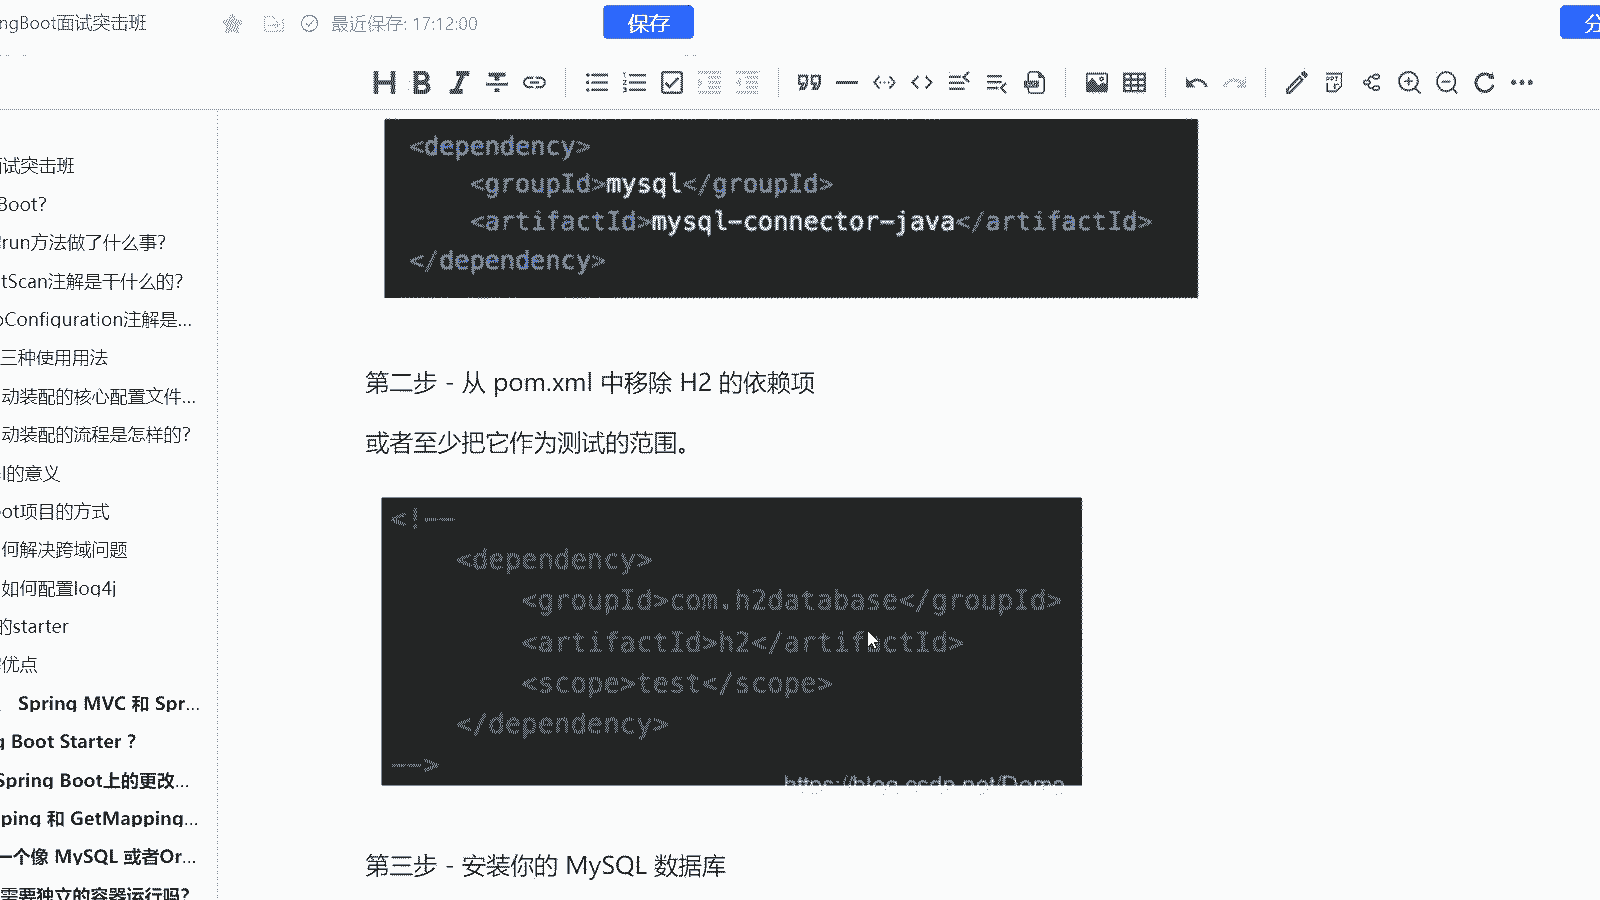 ngBoot面试突击班
最近保存: 17:12:00
保存
分
面试突击班
Boot?
run方法做了什么事?
tScan注解是干什么的?
oConfiguration注解是...
三种使用用法
动装配的核心配置文件...
动装配的流程是怎样的?
的意义
ot项目的方式
何解决跨域问题
如何配置log4j
的starter
优点
Spring MVC 和 Spr...
g Boot Starter ?
Spring Boot上的更改...
ping 和 GetMapping...
一个像 MySQL 或者Or...
需要独立的容器运行吗?
<dependency>
<groupId>mysql</groupId>
<artifactId>mysql-connector-java</artifactId>
</dependency>
第二步 - 从 pom.xml 中移除 H2 的依赖项
或者至少把它作为测试的范围。
<!--
<dependency>
<groupId>com.h2database</groupId>
<artifactId>h2</artifactId>
<scope>test</scope>
</dependency>
-->
https://blog.csdn.net/Demo
第三步 - 安装你的 MySQL 数据库